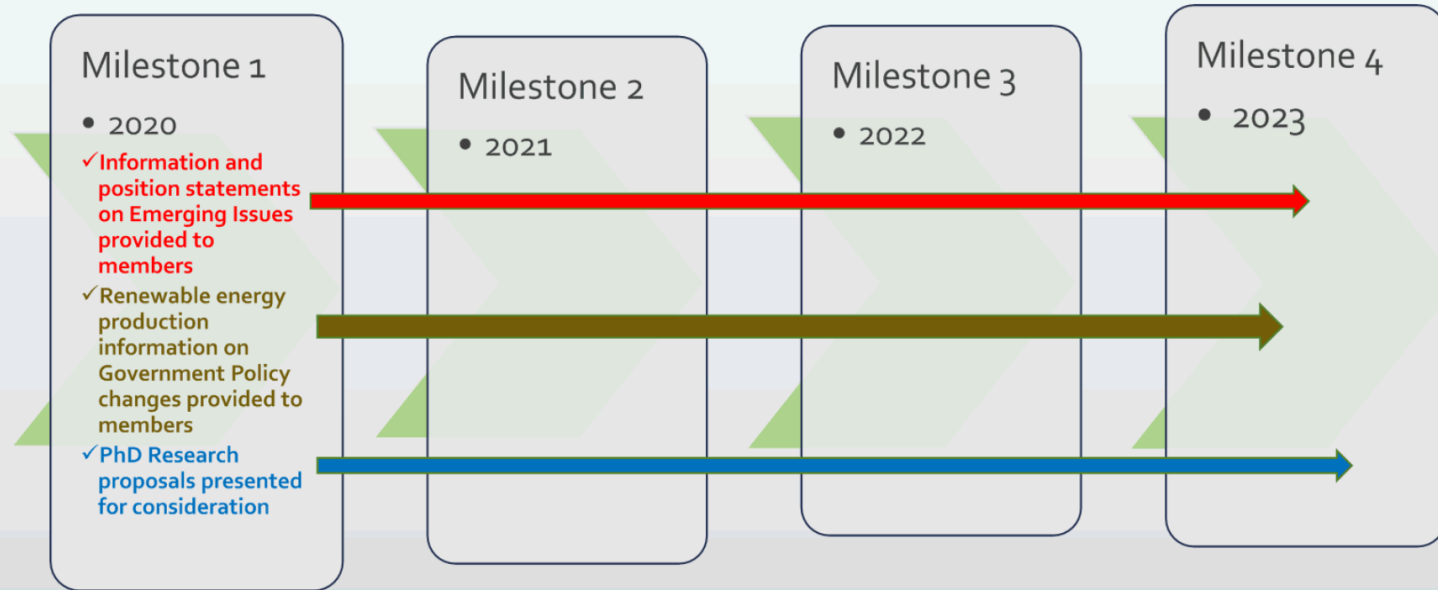 Milestone 1
• 2020
✓Information and
position statements
on Emerging Issues
provided to
members
✓Renewable energy
production
information on
Government Policy
changes provided to
members
✓PhD Research
proposals presented
for consideration
Milestone 2
• 2021
Milestone 3
• 2022
Milestone 4
• 2023